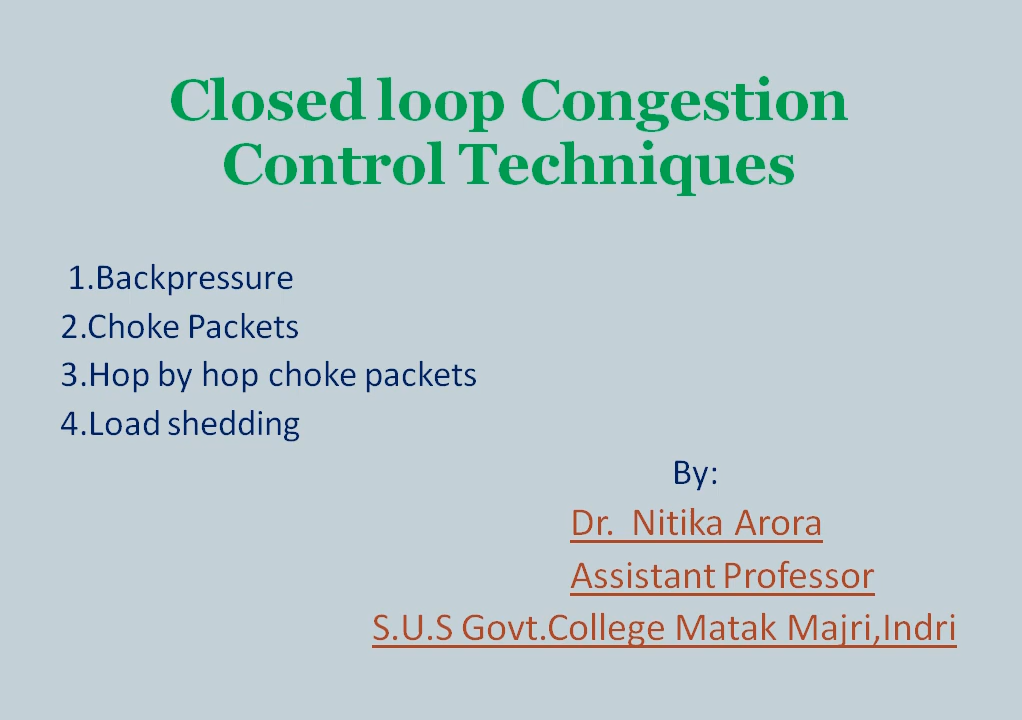 Closed loop Congestion
Control Techniques
1.Backpressure
2.Choke Packets
3.Hop by hop choke packets
4.Load shedding
By:
Dr.  Nitika Arora
Assistant Professor
S.U.S Govt.College Matak Majri,Indri